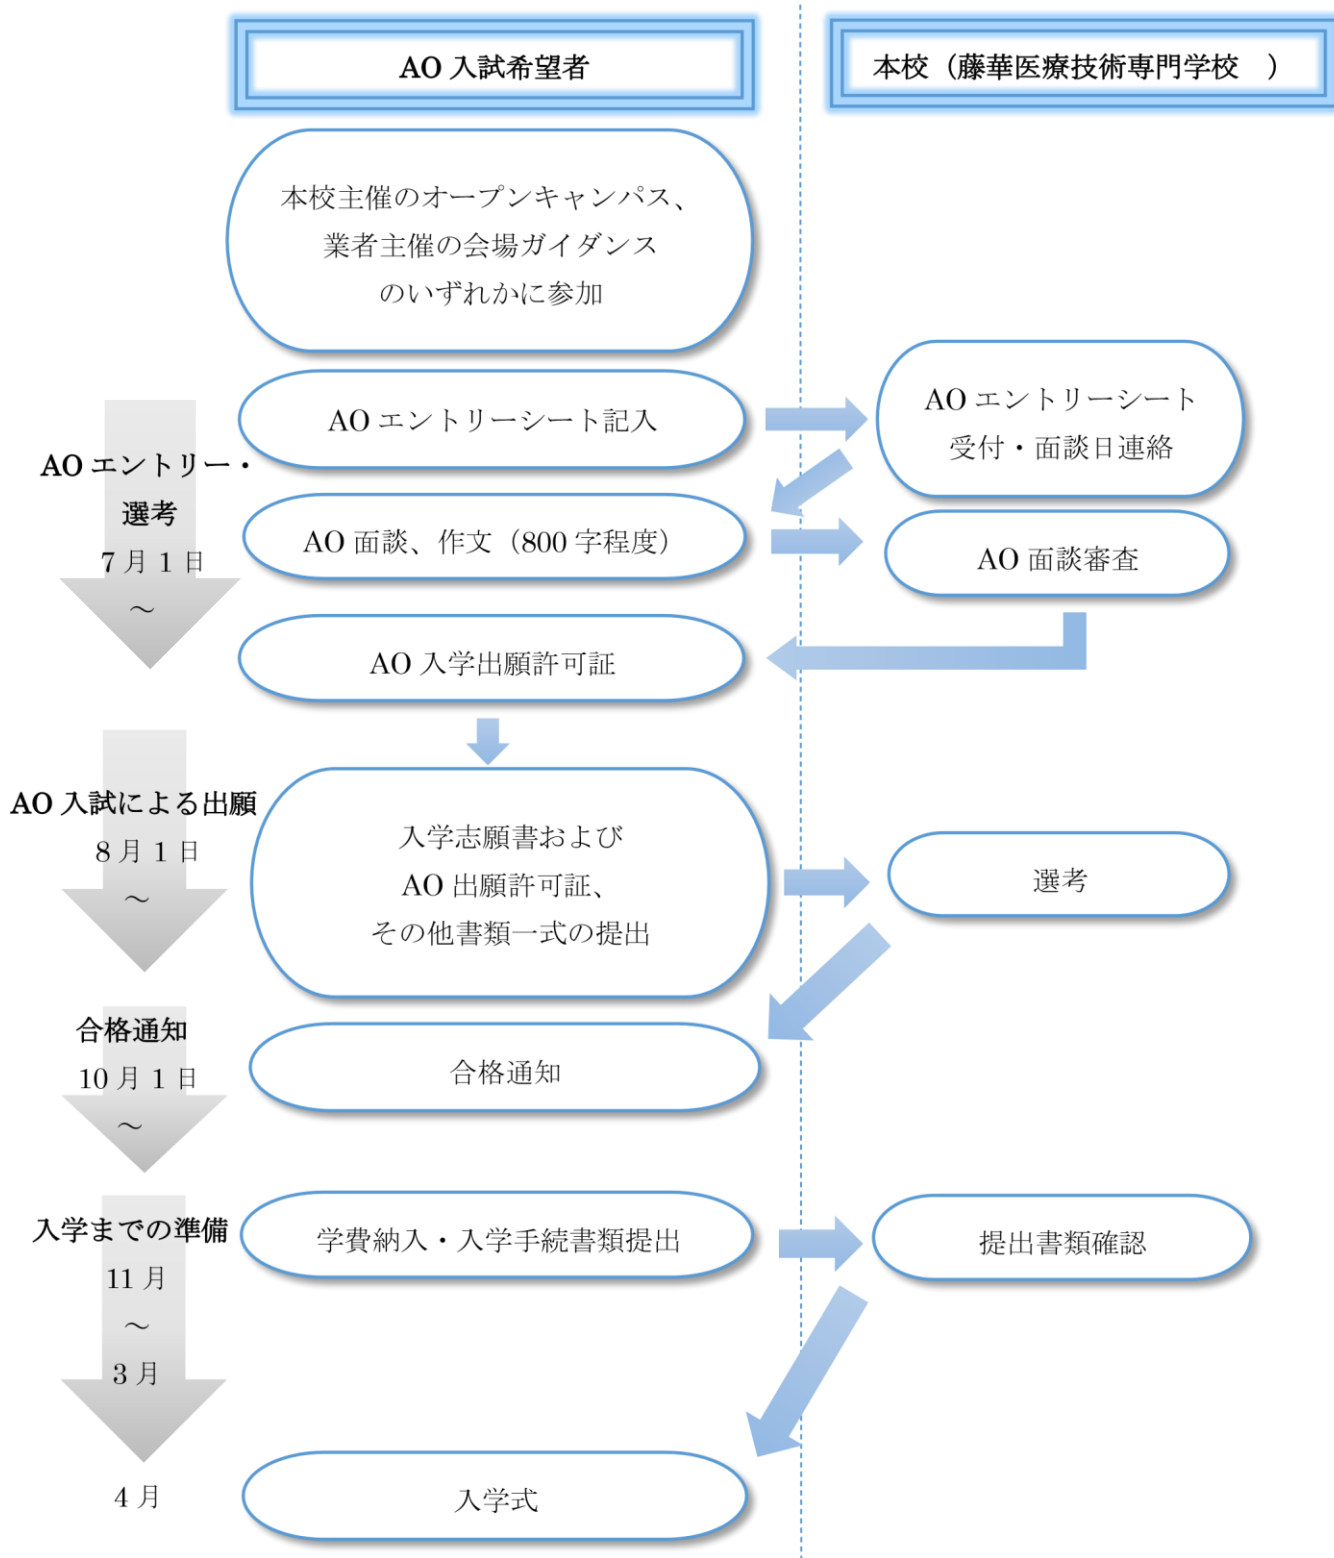 AO 入試希望者
本校（藤華医療技術専門学校　）
本校主催のオープンキャンパス、
業者主催の会場ガイダンス
のいずれかに参加
AO エントリー・
選考
7 月 1 日
～
AO エントリーシート記入
AO エントリーシート
受付・面談日連絡
AO 面談、作文（800 字程度）
AO 面談審査
AO 入学出願許可証
AO 入試による出願
8 月 1 日
～
入学志願書および
AO 出願許可証、
その他書類一式の提出
選考
合格通知
10 月 1 日
～
合格通知
入学までの準備
11 月
～
3 月
学費納入・入学手続書類提出
提出書類確認
4 月
入学式